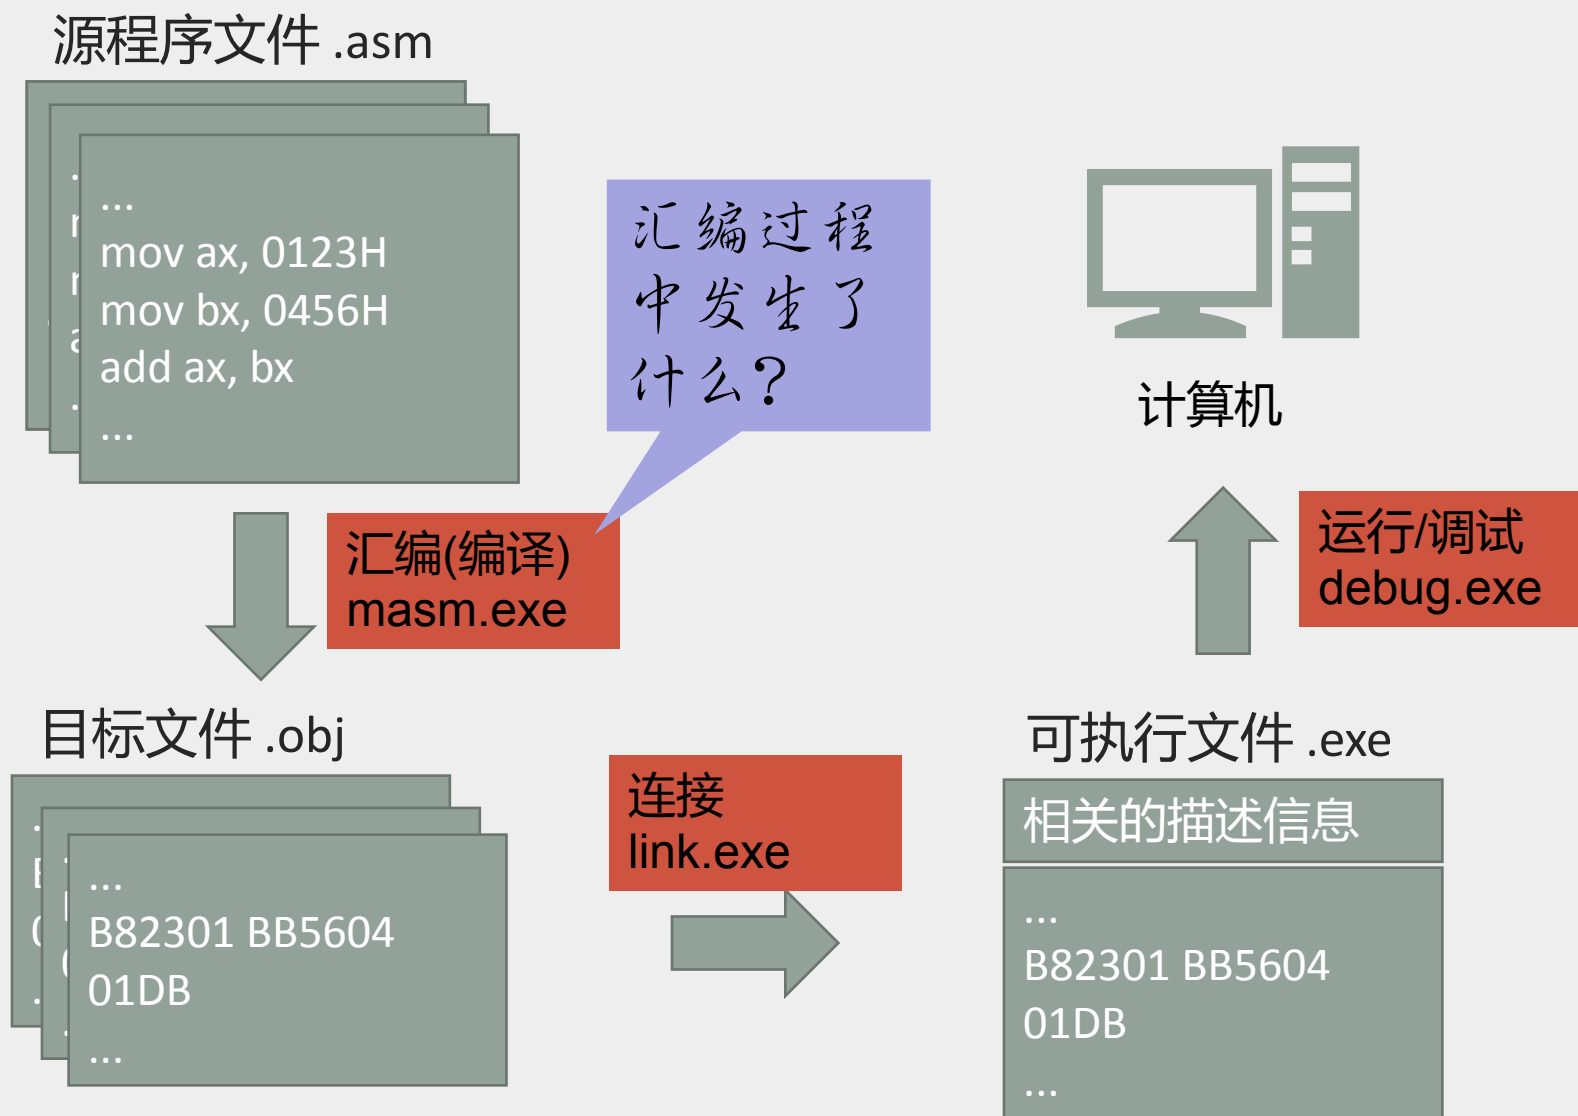 源程序文件 .asm
...
mov ax, 0123H
mov bx, 0456H
add ax, bx
...
汇编过程
中发生了
什么?
计算机
汇编(编译)
masm.exe
运行/调试
debug.exe
目标文件 .obj
...
B82301 BB5604
01DB
...
连接
link.exe
可执行文件 .exe
相关的描述信息
...
B82301 BB5604
01DB
...